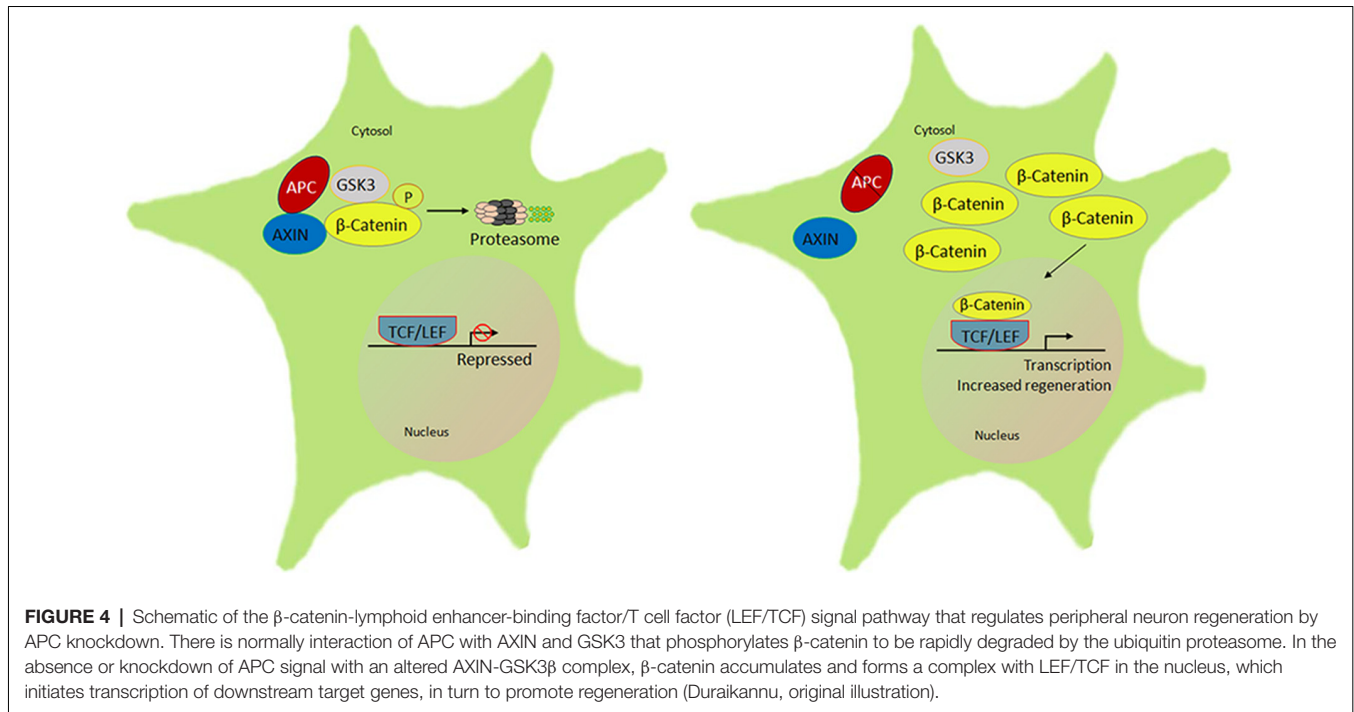 Cytosol
APC
GSK3
P
AXIN
β-Catenin
Proteasome
TCF/LEF
Repressed
Nucleus
Cytosol
GSK3
APC
β-Catenin
β-Catenin
β-Catenin
AXIN
β-Catenin
β-Catenin
TCF/LEF
Transcription
Increased regeneration
Nucleus
FIGURE 4 | Schematic of the β-catenin-lymphoid enhancer-binding factor/T cell factor (LEF/TCF) signal pathway that regulates peripheral neuron regeneration by
APC knockdown. There is normally interaction of APC with AXIN and GSK3 that phosphorylates β-catenin to be rapidly degraded by the ubiquitin proteasome. In the
absence or knockdown of APC signal with an altered AXIN-GSK3β complex, β-catenin accumulates and forms a complex with LEF/TCF in the nucleus, which
initiates transcription of downstream target genes, in turn to promote regeneration (Duraikannu, original illustration).